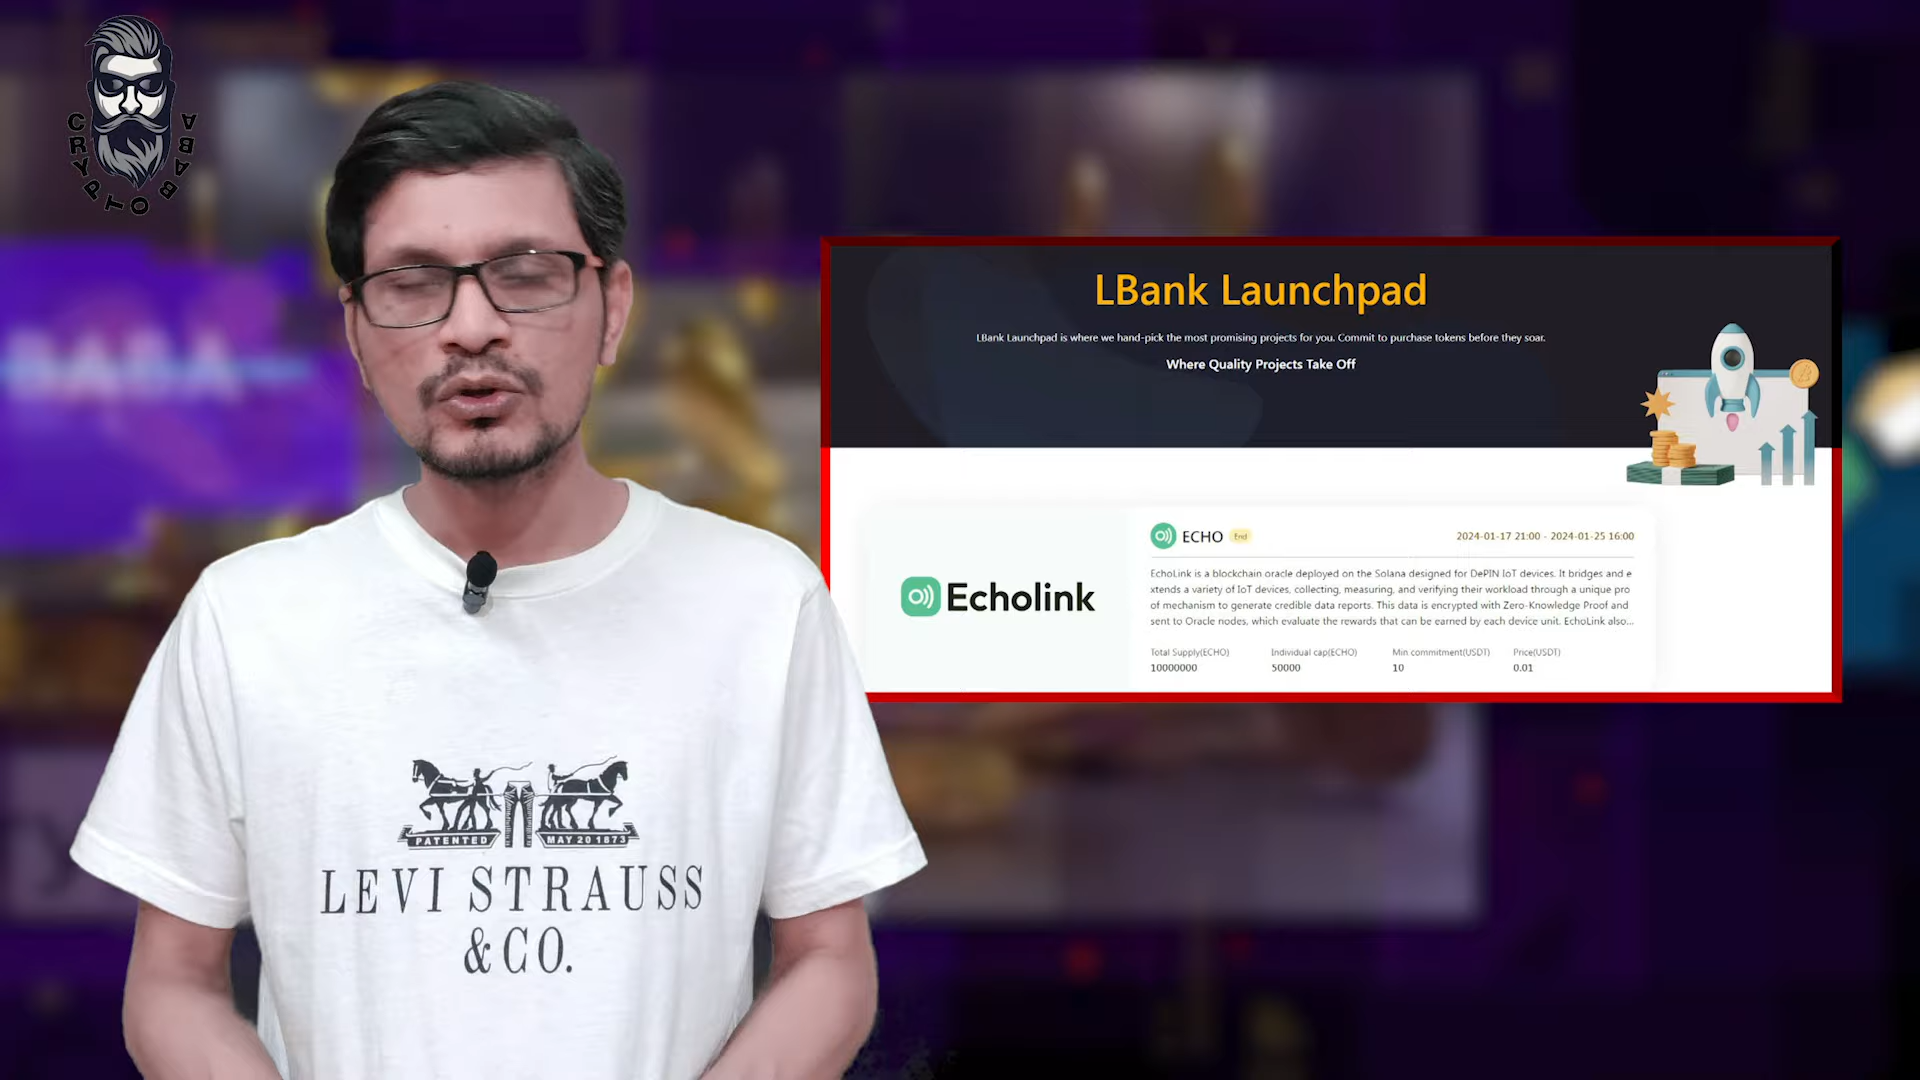 CRYPTO BABA
BABA
LBank Launchpad
LBank Launchpad is where we hand-pick the most promising projects for you. Commit to purchase tokens before they soar.
Where Quality Projects Take Off
Echolink
ECHO End 2024-01-17 21:00 - 2024-01-25 16:00
EchoLink is a blockchain oracle deployed on the Solana designed for DePIN IoT devices. It bridges and e
xtends a variety of IoT devices, collecting, measuring, and verifying their workload through a unique pro
of mechanism to generate credible data reports. This data is encrypted with Zero-Knowledge Proof and
sent to Oracle nodes, which evaluate the rewards that can be earned by each device unit. EchoLink also...
Total Supply(ECHO) Individual cap(ECHO) Min commitment(USDT) Price(USDT)
10000000 50000 10 0.01
PATENTED MAY 20 1873
LEVI STRAUSS
&CO.